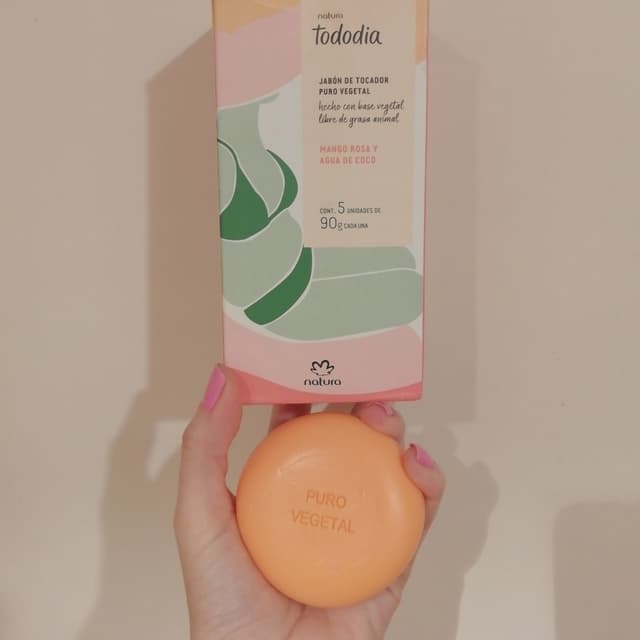 natura
tododia
JABÓN DE TOCADOR
PURO VEGETAL
hecho con base vegetal
libre de grasa animal
MANGO ROSA Y
AGUA DE COCO
CONT. 5 UNIDADES DE
90g CADA UNA
natura
PURO
VEGETAL